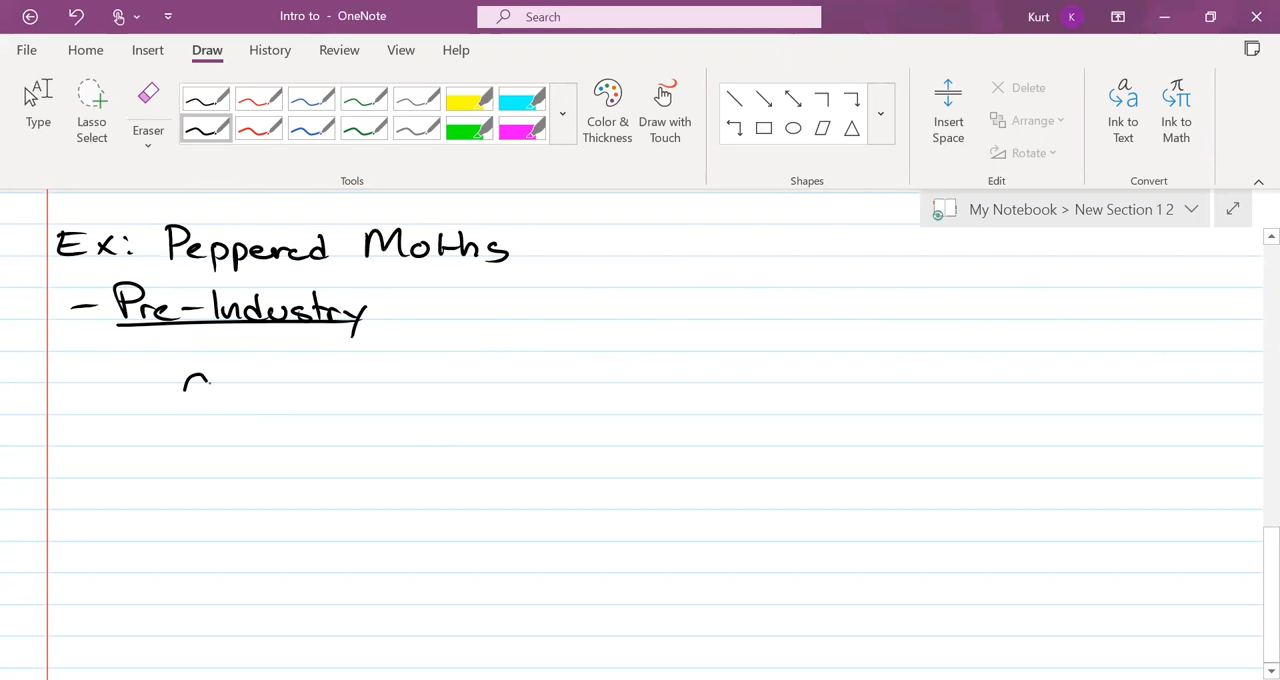 Intro to - OneNote
Search
Kurt K
File Home Insert Draw History Review View Help
Type
Lasso Select
Eraser
Color & Thickness
Draw with Touch
Insert Space
Delete
Arrange
Rotate
Ink to Text
Ink to Math
Tools
Shapes
Edit
Convert
My Notebook > New Section 1 2
Ex: Peppered Moths
- Pre-Industry